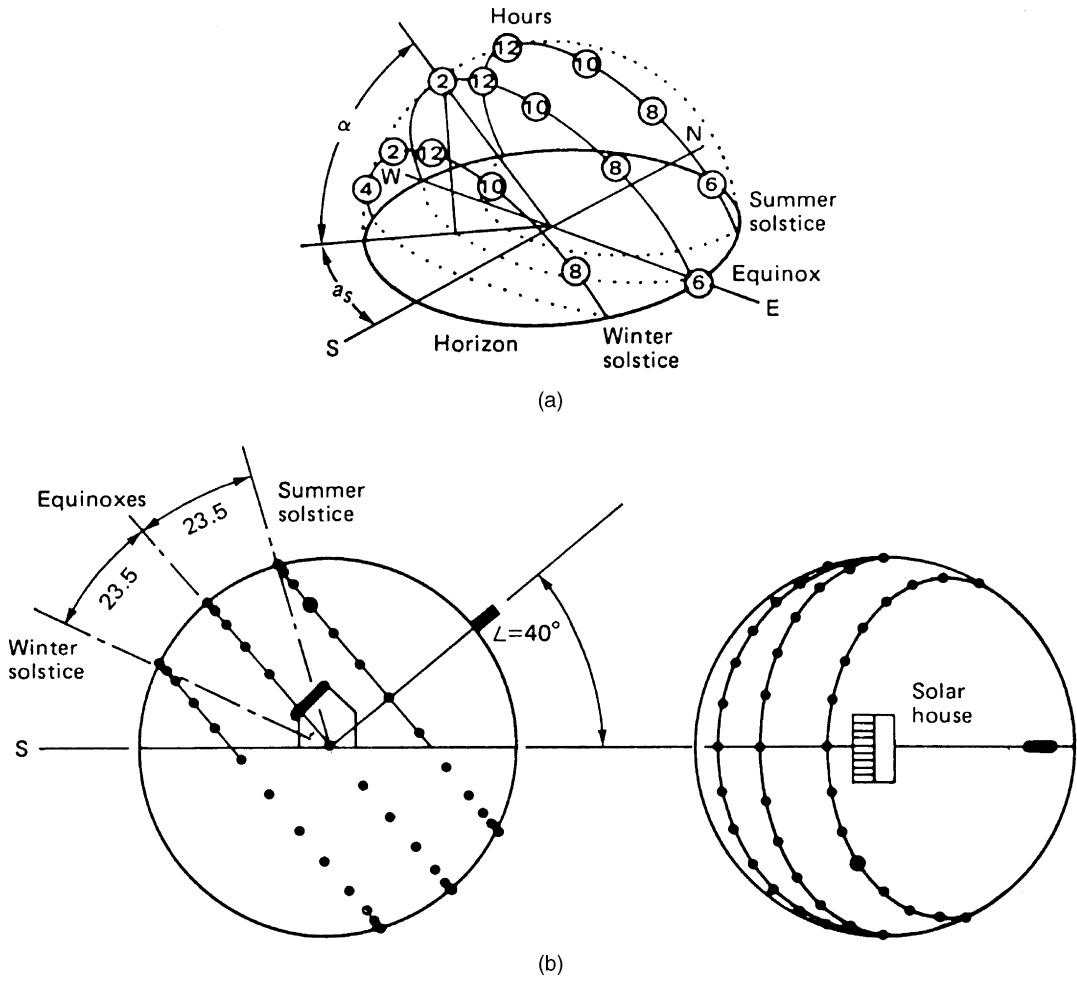 Hours
12
10
2
12
10
8
α
N
2
12
W
8
4
10
6
Summer
solstice
8
6
Equinox
E
a_s
S
Horizon
Winter
solstice
(a)
Equinoxes
23.5
Summer
solstice
23.5
L=40°
Winter
solstice
Solar
house
S
(b)